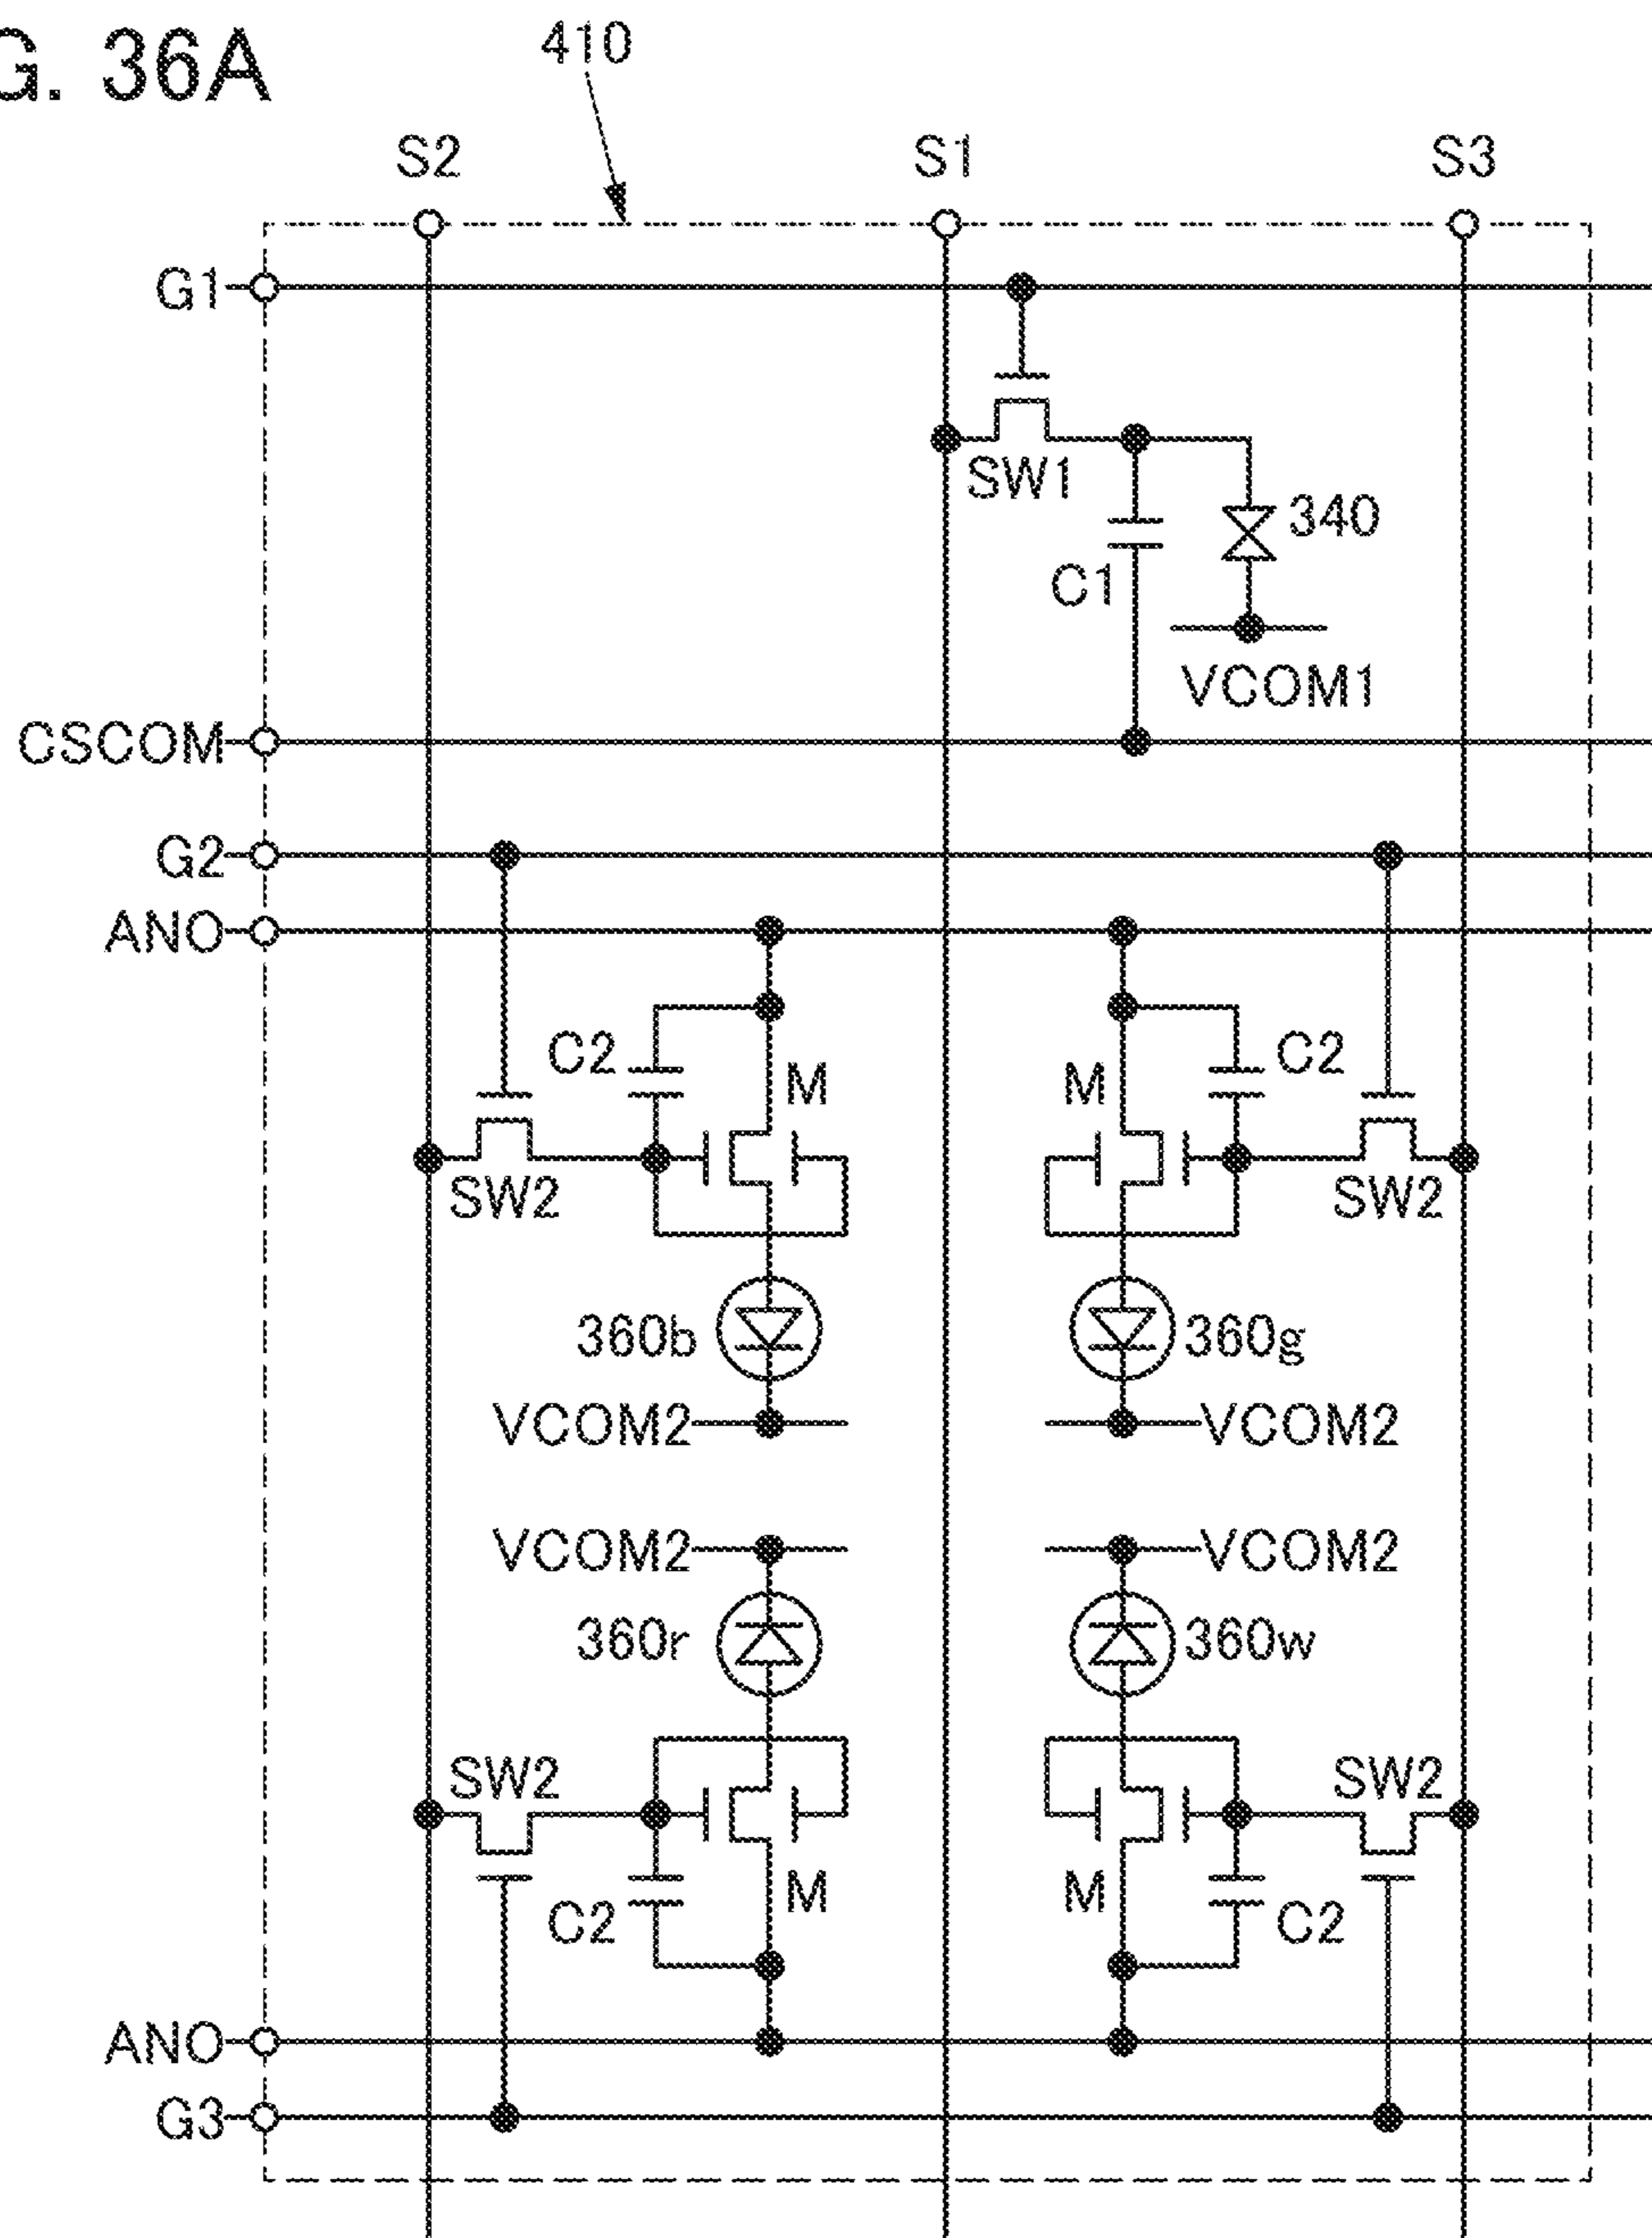 G. 36A
410
S2 S1 S3
G1
SW1
340
C1
VCOM1
CSCOM
G2
ANO
C2 M M C2
SW2 SW2
360b 360g
VCOM2 VCOM2
VCOM2 VCOM2
360r 360w
SW2 SW2
C2 M M C2
ANO
G3